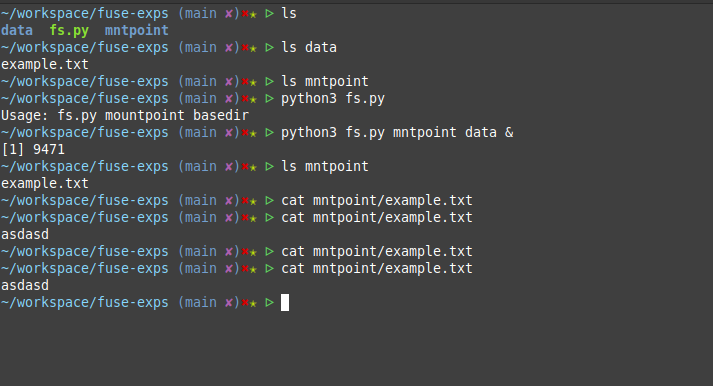 ~/workspace/fuse-exps (main ✘)✖★ ▷ ls
data  fs.py  mntpoint
~/workspace/fuse-exps (main ✘)✖★ ▷ ls data
example.txt
~/workspace/fuse-exps (main ✘)✖★ ▷ ls mntpoint
~/workspace/fuse-exps (main ✘)✖★ ▷ python3 fs.py
Usage: fs.py mountpoint basedir
~/workspace/fuse-exps (main ✘)✖★ ▷ python3 fs.py mntpoint data &
[1] 9471
~/workspace/fuse-exps (main ✘)✖★ ▷ ls mntpoint
example.txt
~/workspace/fuse-exps (main ✘)✖★ ▷ cat mntpoint/example.txt
~/workspace/fuse-exps (main ✘)✖★ ▷ cat mntpoint/example.txt
asdasd
~/workspace/fuse-exps (main ✘)✖★ ▷ cat mntpoint/example.txt
~/workspace/fuse-exps (main ✘)✖★ ▷ cat mntpoint/example.txt
asdasd
~/workspace/fuse-exps (main ✘)✖★ ▷